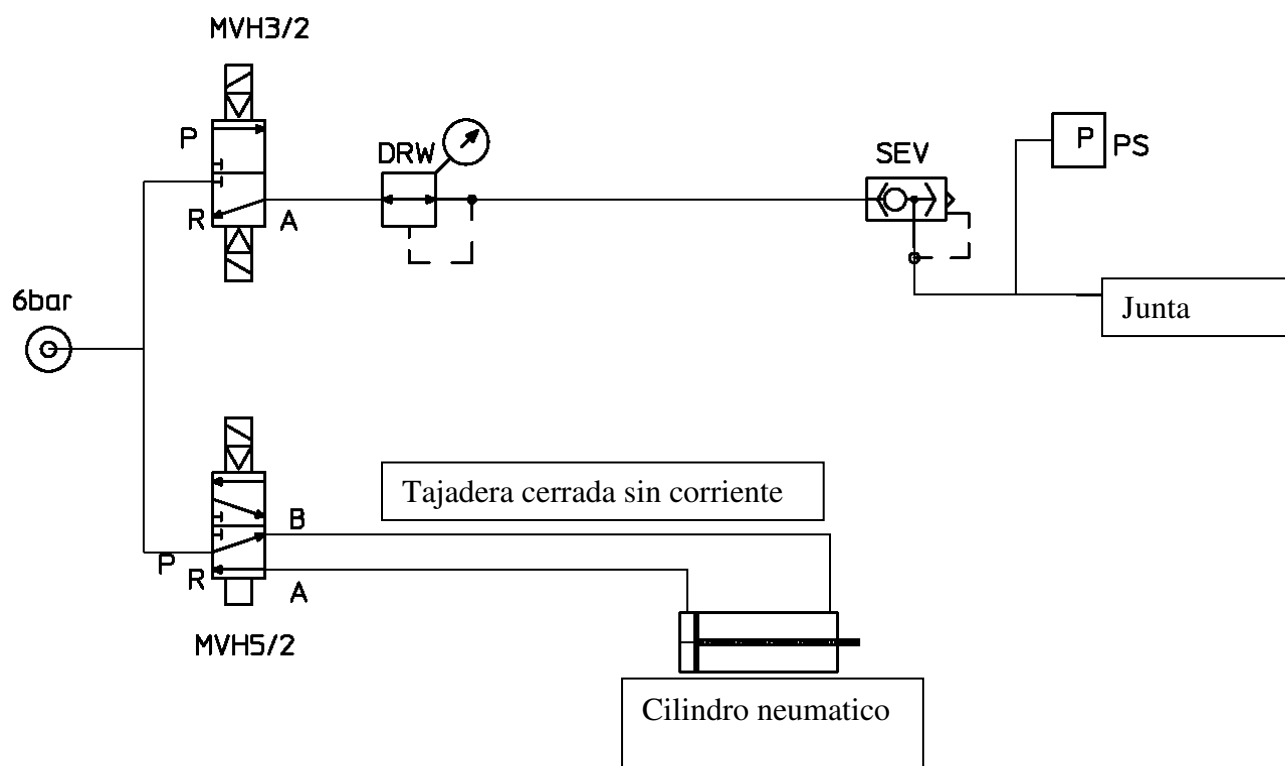 MVH3/2
P
DRW
SEV
P
PS
R
A
6bar
Junta
Tajadera cerrada sin corriente
B
P
R
A
MVH5/2
Cilindro neumatico